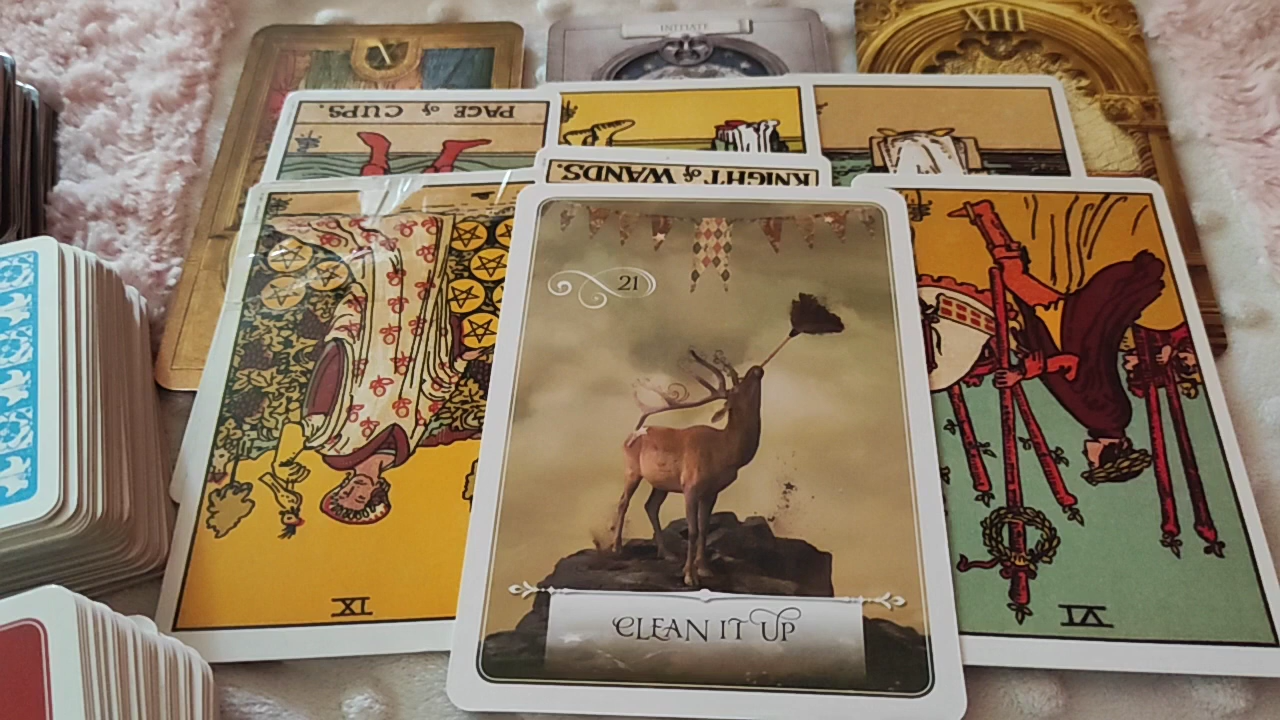 X
INITIATE
XIII
PAGE of CUPS.
KNIGHT of WANDS.
21
IX
VI
CLEAN IT UP